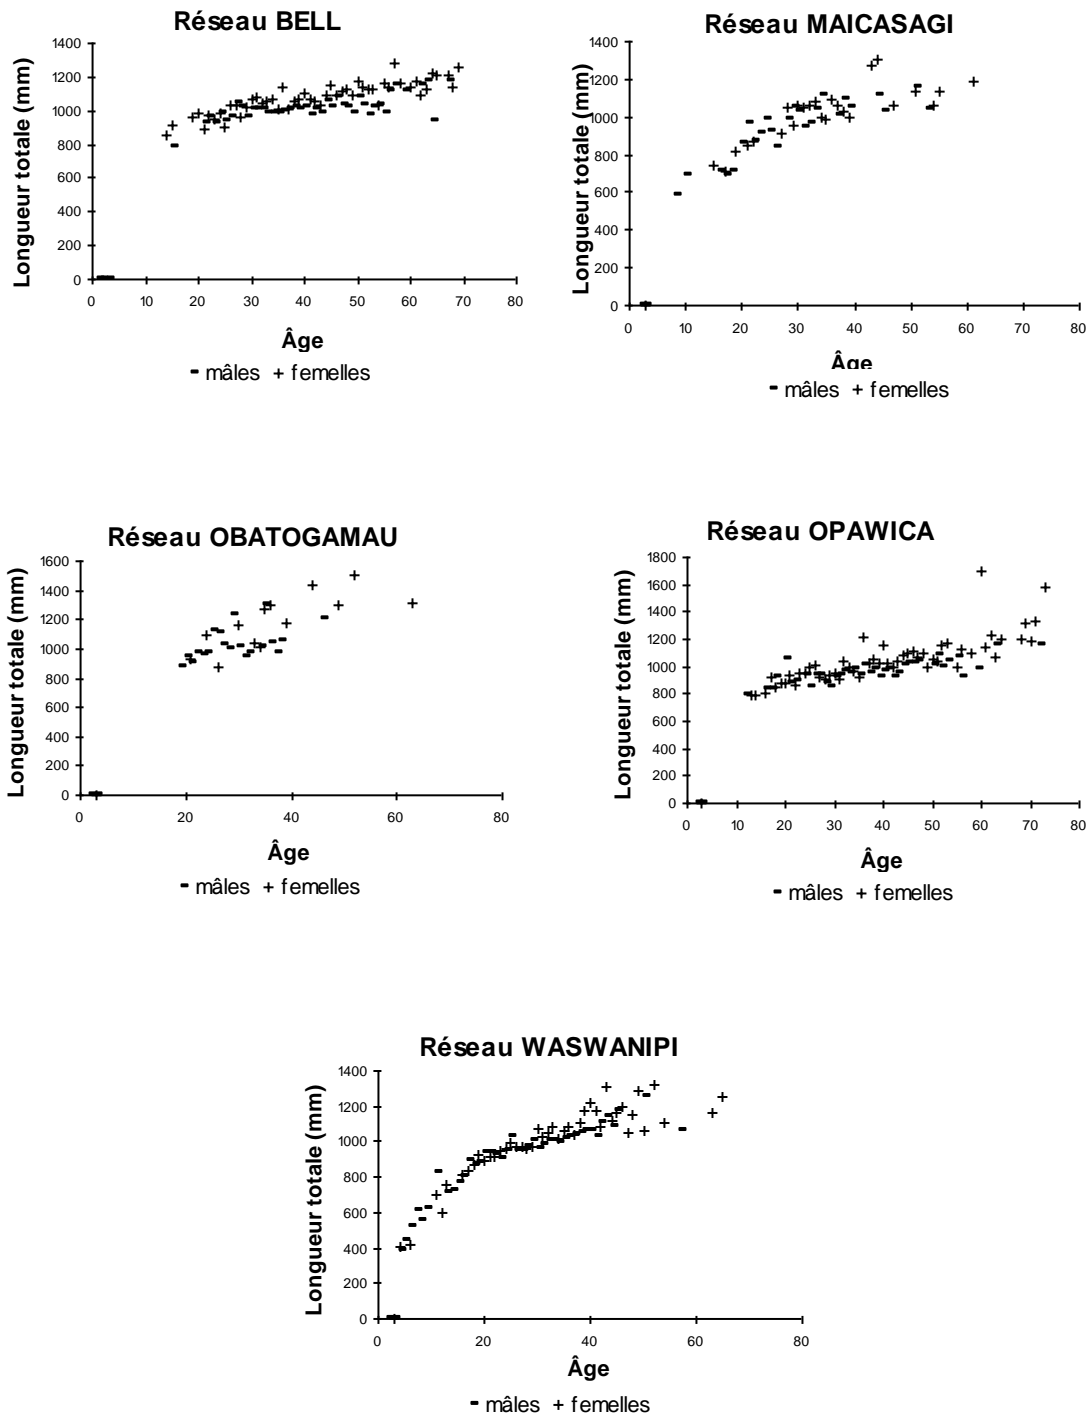 Réseau BELL
Longueur totale (mm)
1400
1200
1000
800
600
400
200
0
0 10 20 30 40 50 60 70 80
Âge
- mâles + femelles
Réseau MAICASAGI
Longueur totale (mm)
1400
1200
1000
800
600
400
200
0
0 10 20 30 40 50 60 70 80
Âge
- mâles + femelles
Réseau OBATOGAMAU
Longueur totale (mm)
1600
1400
1200
1000
800
600
400
200
0
0 20 40 60 80
Âge
- mâles + femelles
Réseau OPAWICA
Longueur totale (mm)
1800
1600
1400
1200
1000
800
600
400
200
0
0 10 20 30 40 50 60 70 80
Âge
- mâles + femelles
Réseau WASWANIPI
Longueur totale (mm)
1400
1200
1000
800
600
400
200
0
0 20 40 60 80
Âge
- mâles + femelles